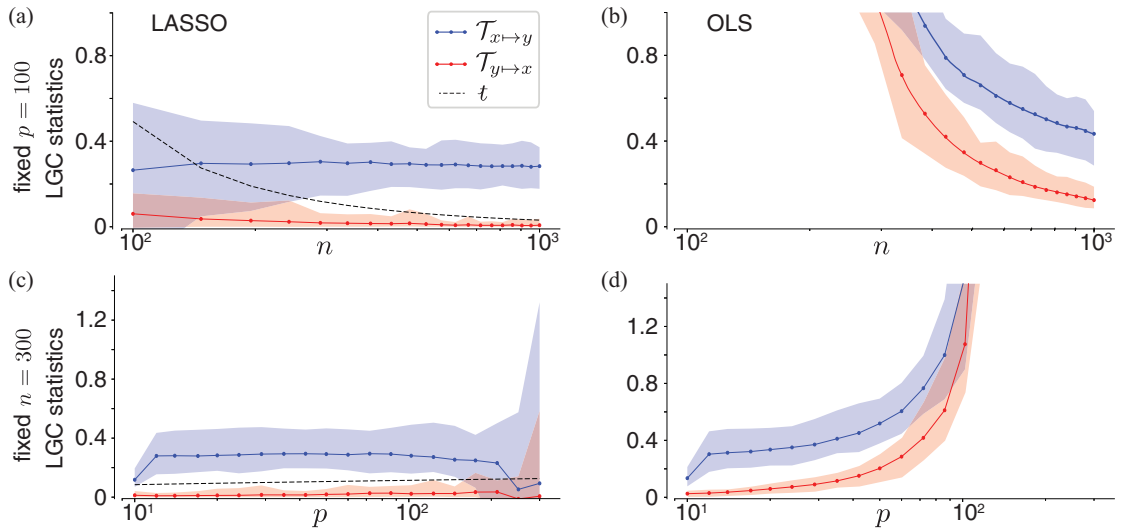 (a)
LASSO
fixed p = 100
LGC statistics
0.8
0.4
0
10²
n
10³
𝒯x↦y
𝒯y↦x
t
(b)
OLS
0.8
0.4
0
10²
n
10³
(c)
fixed n = 300
LGC statistics
1.2
0.8
0.4
0
10¹
p
10²
(d)
1.2
0.8
0.4
0
10¹
p
10²